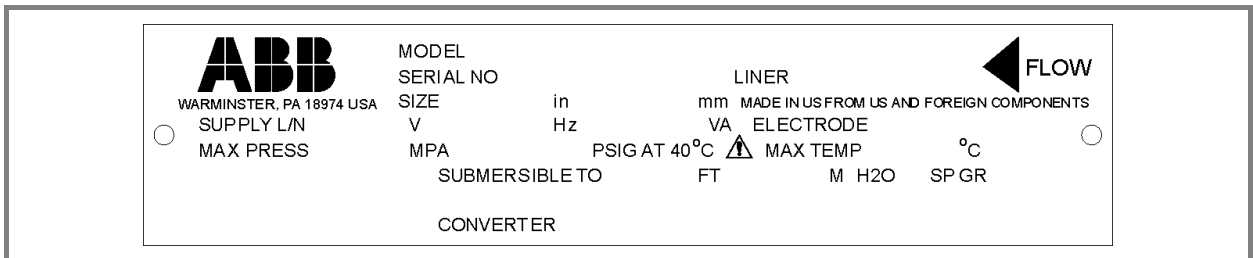 ABB MODEL
SERIAL NO LINER FLOW
WARMINSTER, PA 18974 USA SIZE in mm MADE IN US FROM US AND FOREIGN COMPONENTS
SUPPLY L/N V Hz VA ELECTRODE
MAX PRESS MPA PSIG AT 40°C MAX TEMP °C
SUBMERSIBLE TO FT M H2O SP GR
CONVERTER